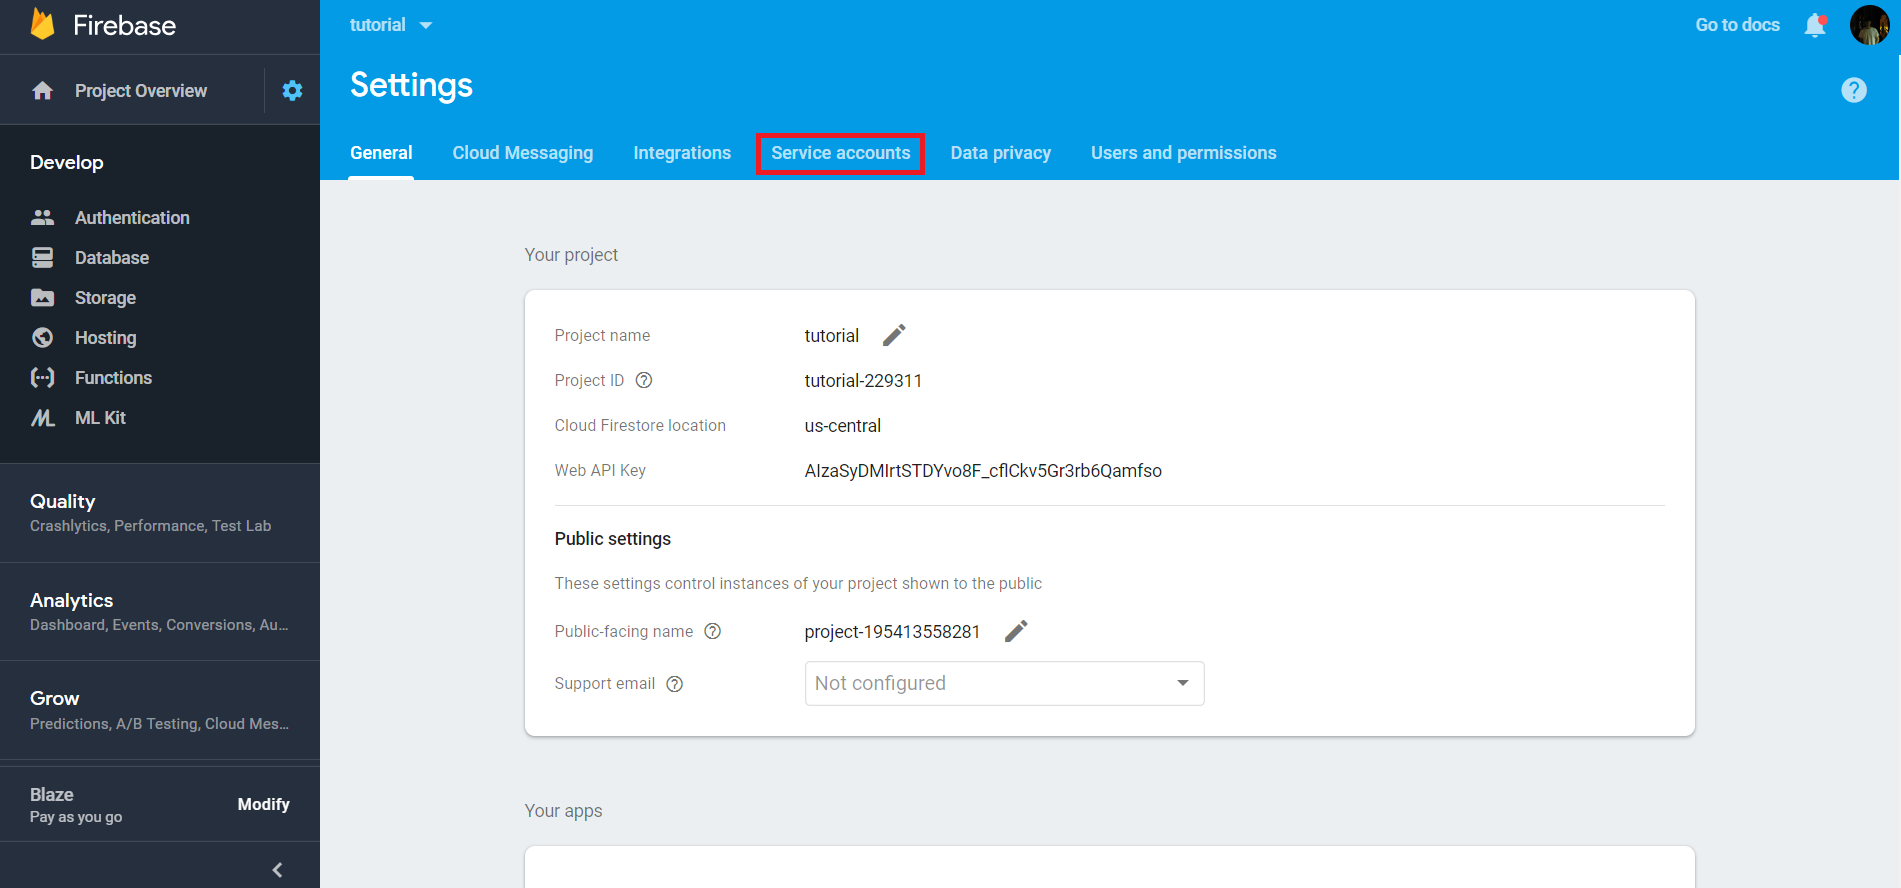 Firebase
Project Overview
Develop
Authentication
Database
Storage
Hosting
Functions
ML Kit
Quality
Crashlytics, Performance, Test Lab
Analytics
Dashboard, Events, Conversions, Au...
Grow
Predictions, A/B Testing, Cloud Mes...
Blaze
Pay as you go
Modify
tutorial
Go to docs
Settings
General Cloud Messaging Integrations Service accounts Data privacy Users and permissions
Your project
Project name tutorial
Project ID tutorial-229311
Cloud Firestore location us-central
Web API Key AIzaSyDMIrtSTDYvo8F_cflCkv5Gr3rb6Qamfso
Public settings
These settings control instances of your project shown to the public
Public-facing name project-195413558281
Support email Not configured
Your apps